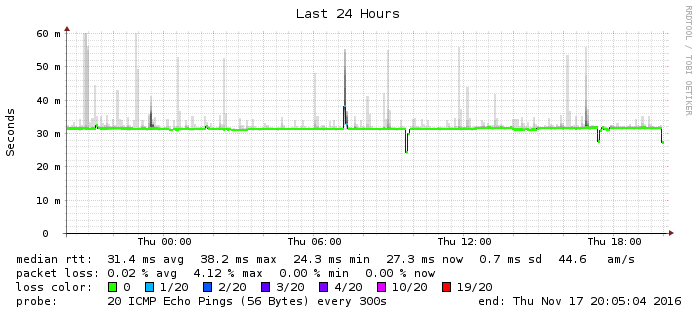 Last 24 Hours
RRDTOOL / TOBI OETIKER
Seconds
60 m
50 m
40 m
30 m
20 m
10 m
0
Thu 00:00 Thu 06:00 Thu 12:00 Thu 18:00
median rtt: 31.4 ms avg 38.2 ms max 24.3 ms min 27.3 ms now 0.7 ms sd 44.6 am/s
packet loss: 0.02 % avg 4.12 % max 0.00 % min 0.00 % now
loss color: 0 1/20 2/20 3/20 4/20 10/20 19/20
probe: 20 ICMP Echo Pings (56 Bytes) every 300s end: Thu Nov 17 20:05:04 2016